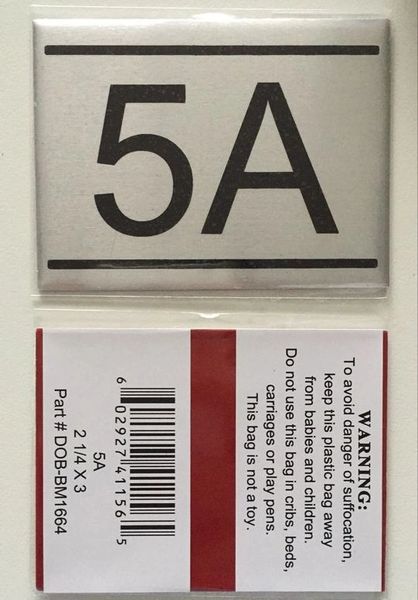 5A
WARNING:
To avoid danger of suffocation,
keep this plastic bag away
from babies and children.
Do not use this bag in cribs, beds,
carriages or play pens.
This bag is not a toy.
6 02927 41156 5
5A
2 1/4 X 3
Part # DOB-BM1664